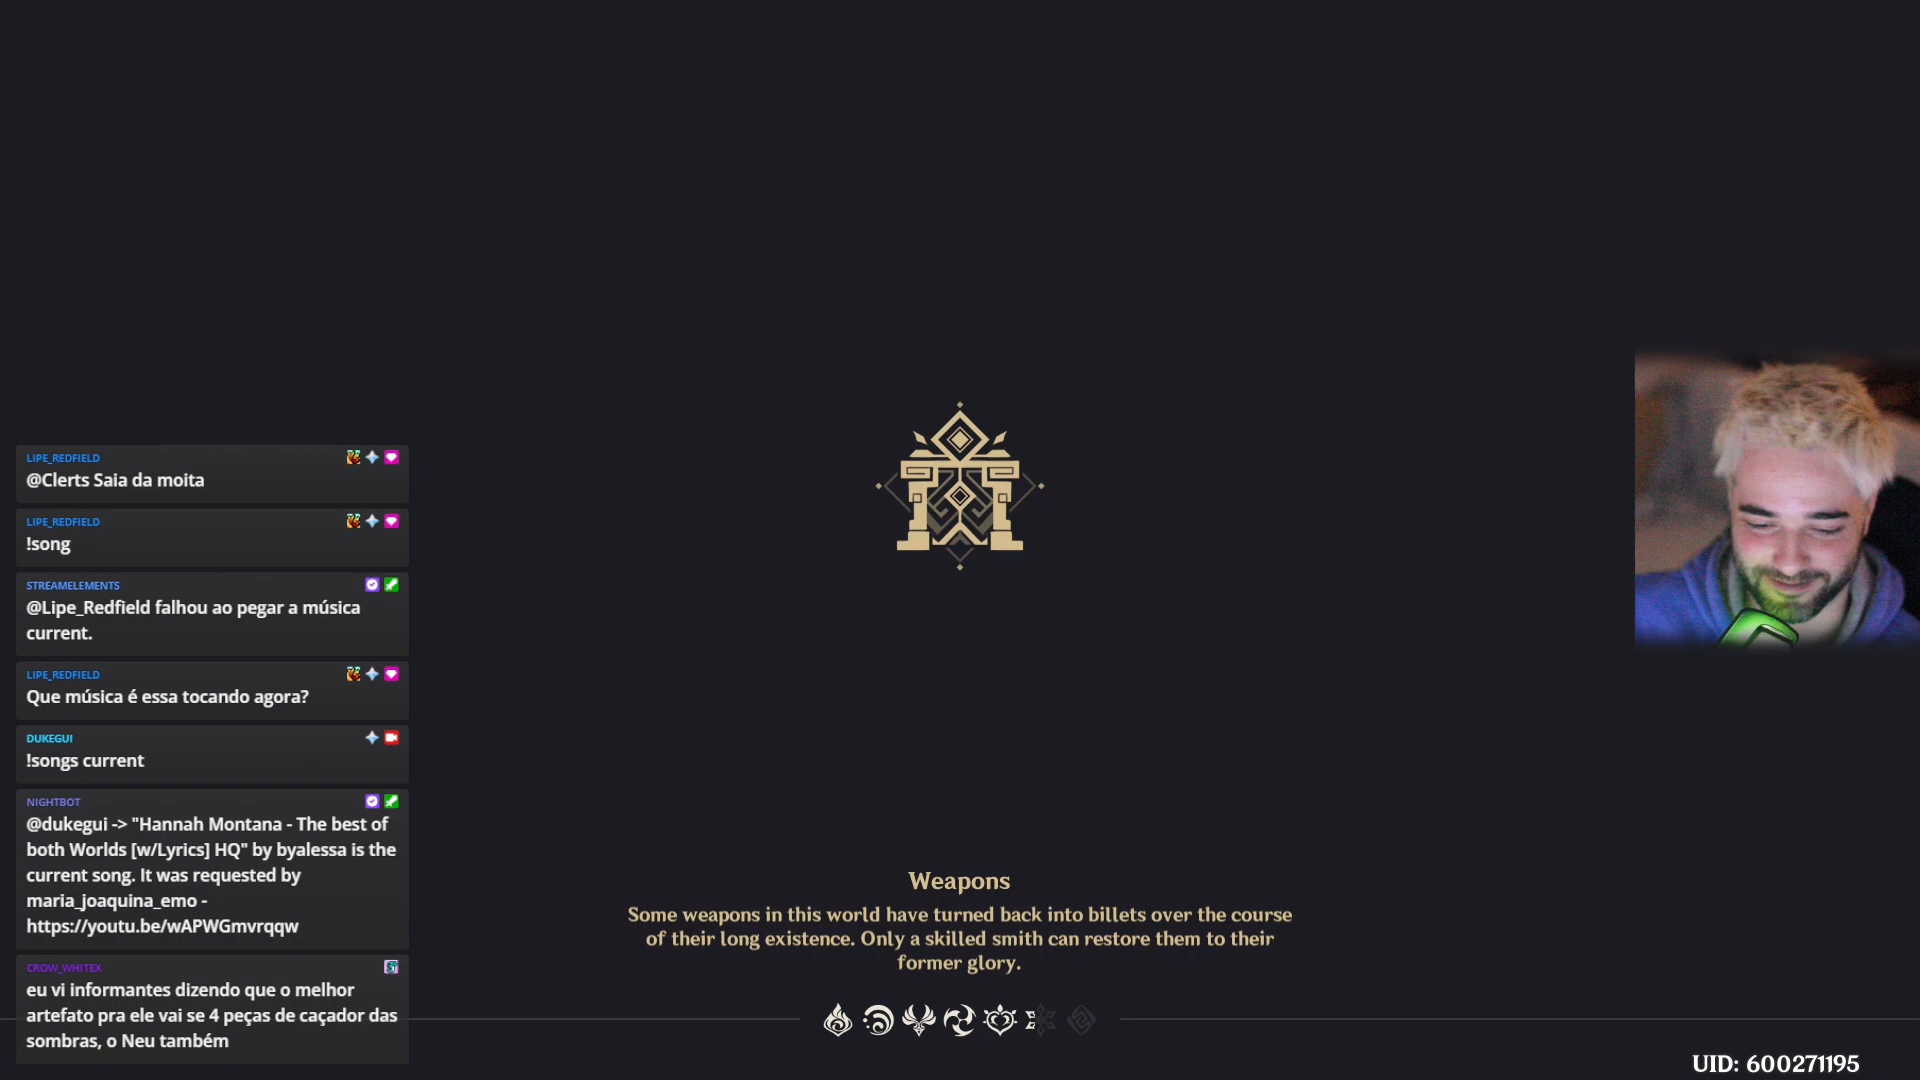 LIPE_REDFIELD
@Clerts Saia da moita
LIPE_REDFIELD
!song
STREAMELEMENTS
@Lipe_Redfield falhou ao pegar a música
current.
LIPE_REDFIELD
Que música é essa tocando agora?
DUKEGUI
!songs current
NIGHTBOT
@dukegui -> "Hannah Montana - The best of
both Worlds [w/Lyrics] HQ" by byalessa is the
current song. It was requested by
maria_joaquina_emo -
https://youtu.be/wAPWGmvrqqw
CROW_WHITEX
eu vi informantes dizendo que o melhor
artefato pra ele vai se 4 peças de caçador das
sombras, o Neu também
Weapons
Some weapons in this world have turned back into billets over the course
of their long existence. Only a skilled smith can restore them to their
former glory.
UID: 600271195